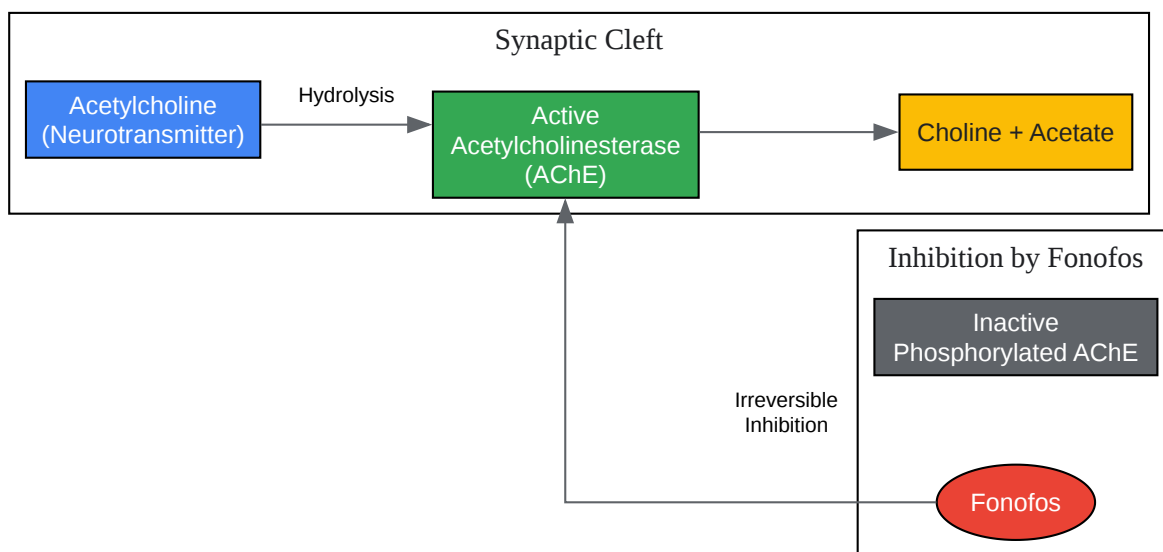 Synaptic Cleft
Acetylcholine
(Neurotransmitter)
Hydrolysis
Active
Acetylcholinesterase
(AChE)
Choline + Acetate
Inhibition by Fonofos
Inactive
Phosphorylated AChE
Irreversible
Inhibition
Fonofos